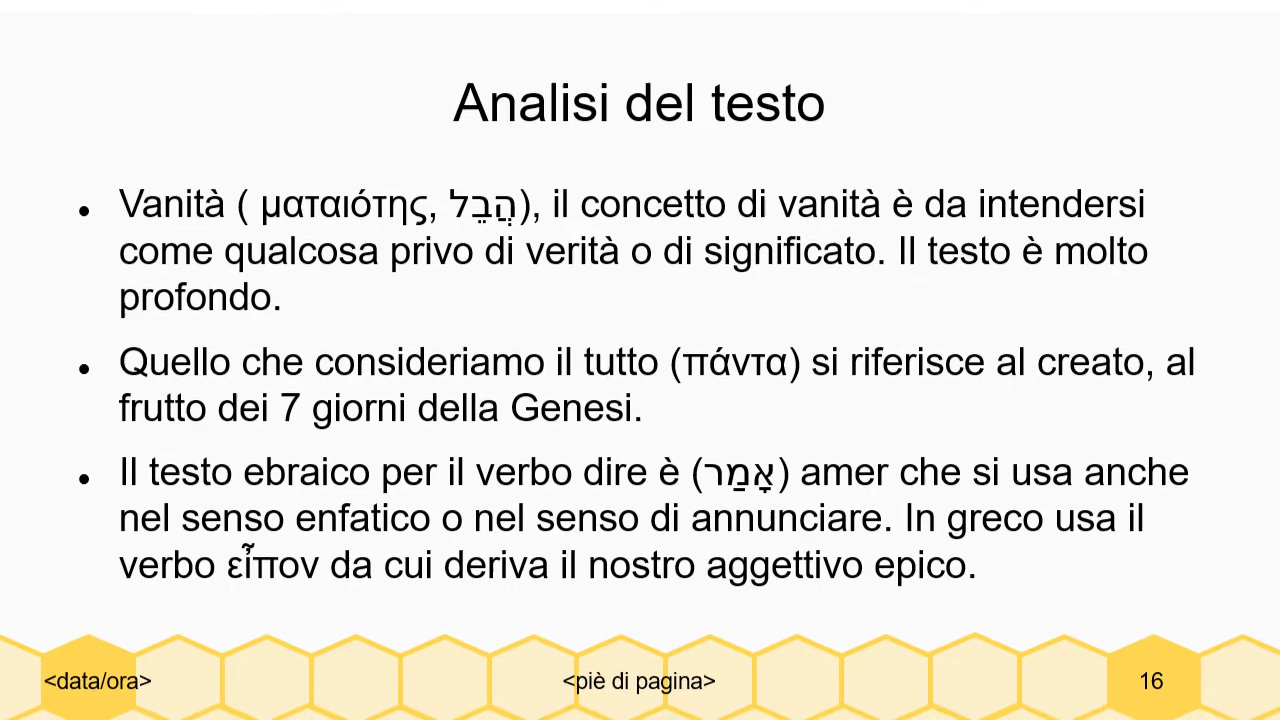 Analisi del testo
Vanità ( ματαιότης, הֲבֵל), il concetto di vanità è da intendersi
come qualcosa privo di verità o di significato. Il testo è molto
profondo.
Quello che consideriamo il tutto (πάντα) si riferisce al creato, al
frutto dei 7 giorni della Genesi.
Il testo ebraico per il verbo dire è (אָמַר) amer che si usa anche
nel senso enfatico o nel senso di annunciare. In greco usa il
verbo εἶπον da cui deriva il nostro aggettivo epico.
<data/ora>
<piè di pagina>
16